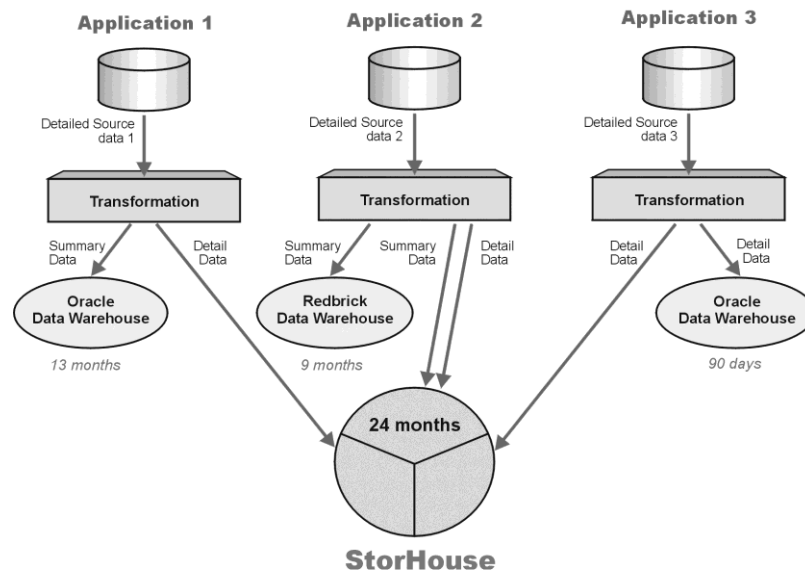 Application 1
Application 2
Application 3
Detailed Source
data 1
Detailed Source
data 2
Detailed Source
data 3
Transformation
Transformation
Transformation
Summary
Data
Detail
Data
Summary
Data
Summary
Data
Detail
Data
Detail
Data
Detail
Data
Oracle
Data Warehouse
Redbrick
Data Warehouse
Oracle
Data Warehouse
13 months
9 months
90 days
24 months
StorHouse